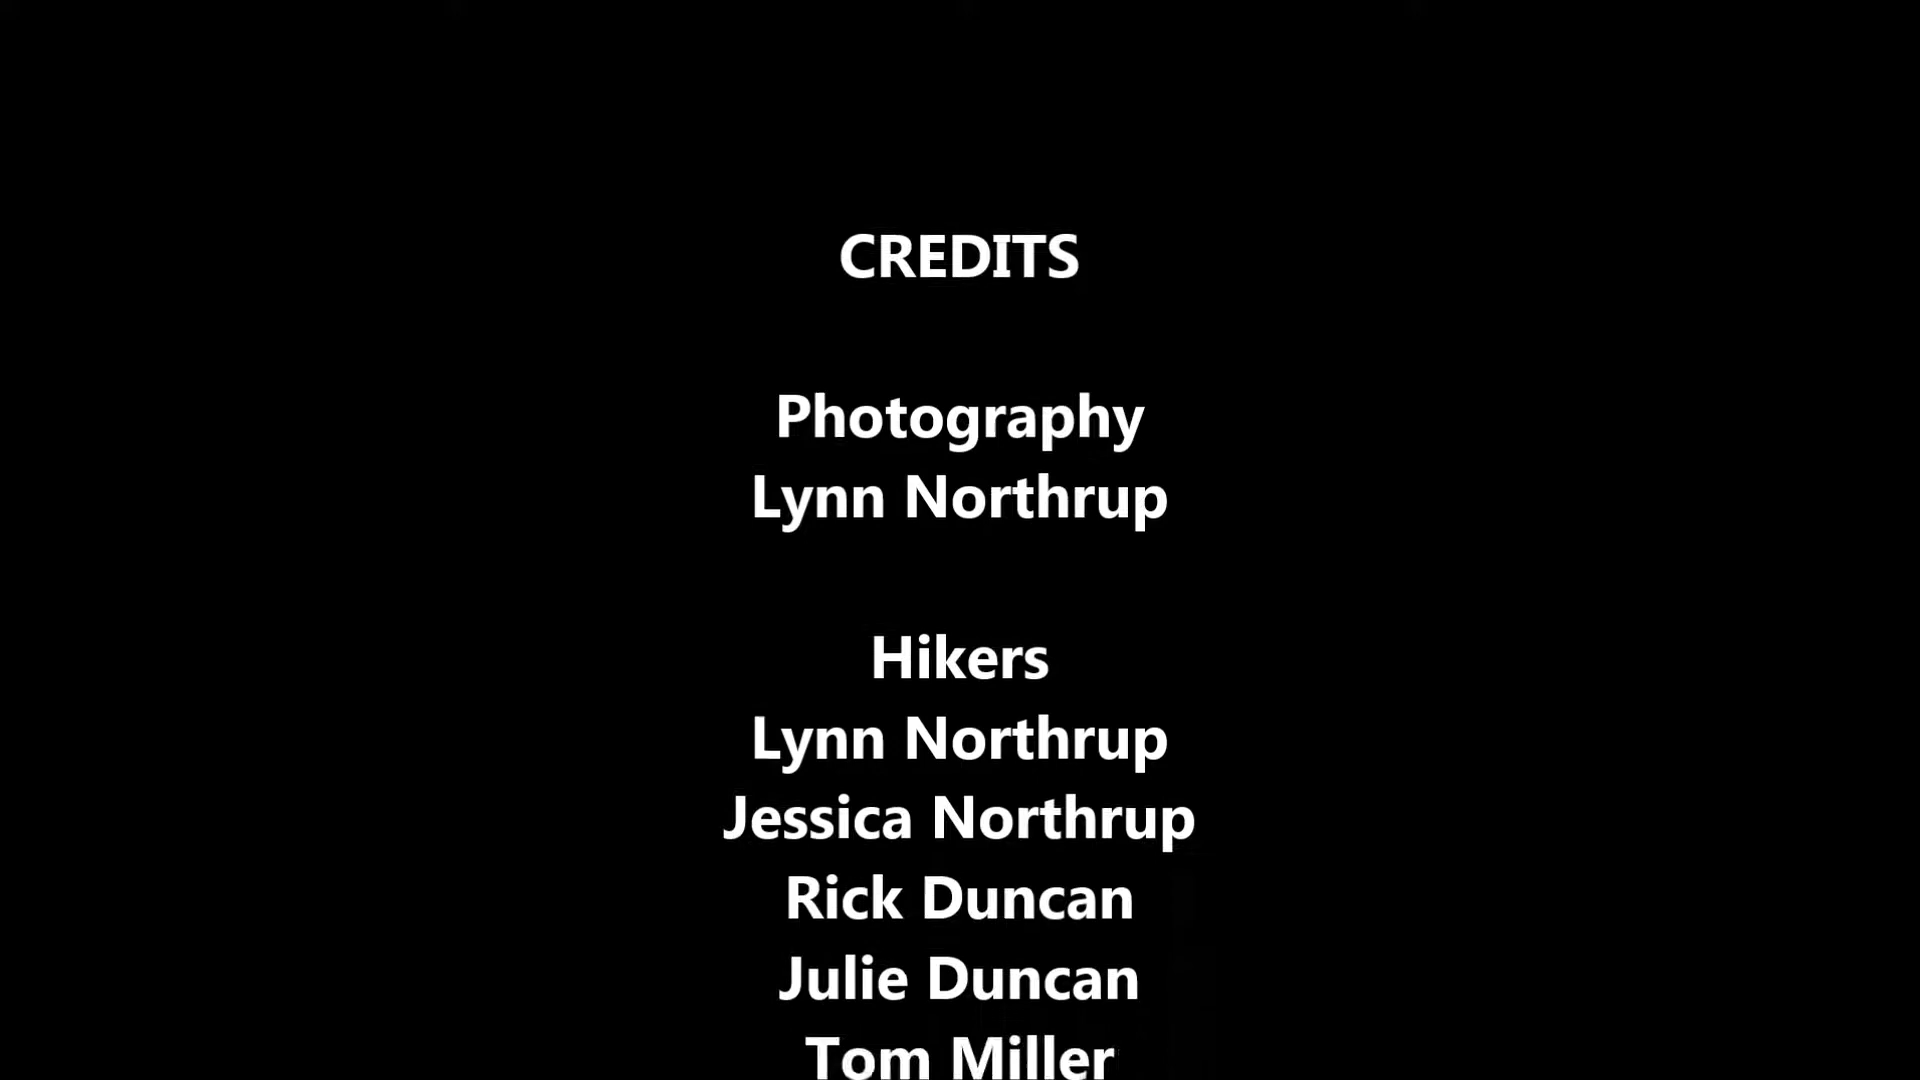 CREDITS
Photography
Lynn Northrup
Hikers
Lynn Northrup
Jessica Northrup
Rick Duncan
Julie Duncan
Tom Miller